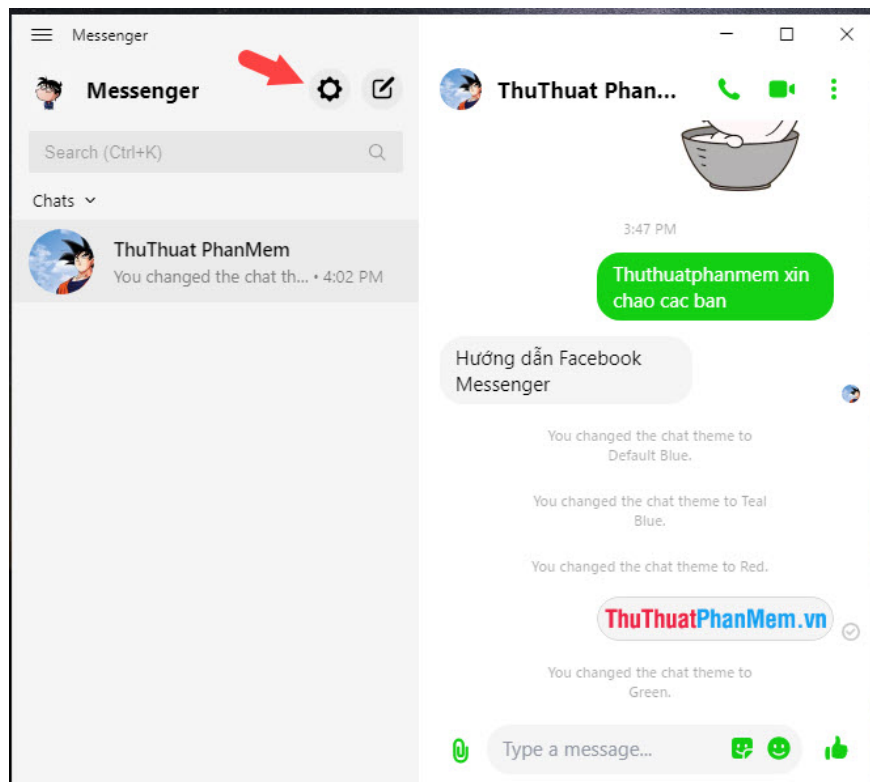 Messenger
Messenger
Search (Ctrl+K)
Chats
ThuThuat PhanMem
You changed the chat th... • 4:02 PM
ThuThuat Phan...
3:47 PM
Thuthuatphanmem xin
chao cac ban
Hướng dẫn Facebook
Messenger
You changed the chat theme to
Default Blue.
You changed the chat theme to Teal
Blue.
You changed the chat theme to Red.
ThuThuatPhanMem.vn
You changed the chat theme to
Green.
Type a message...